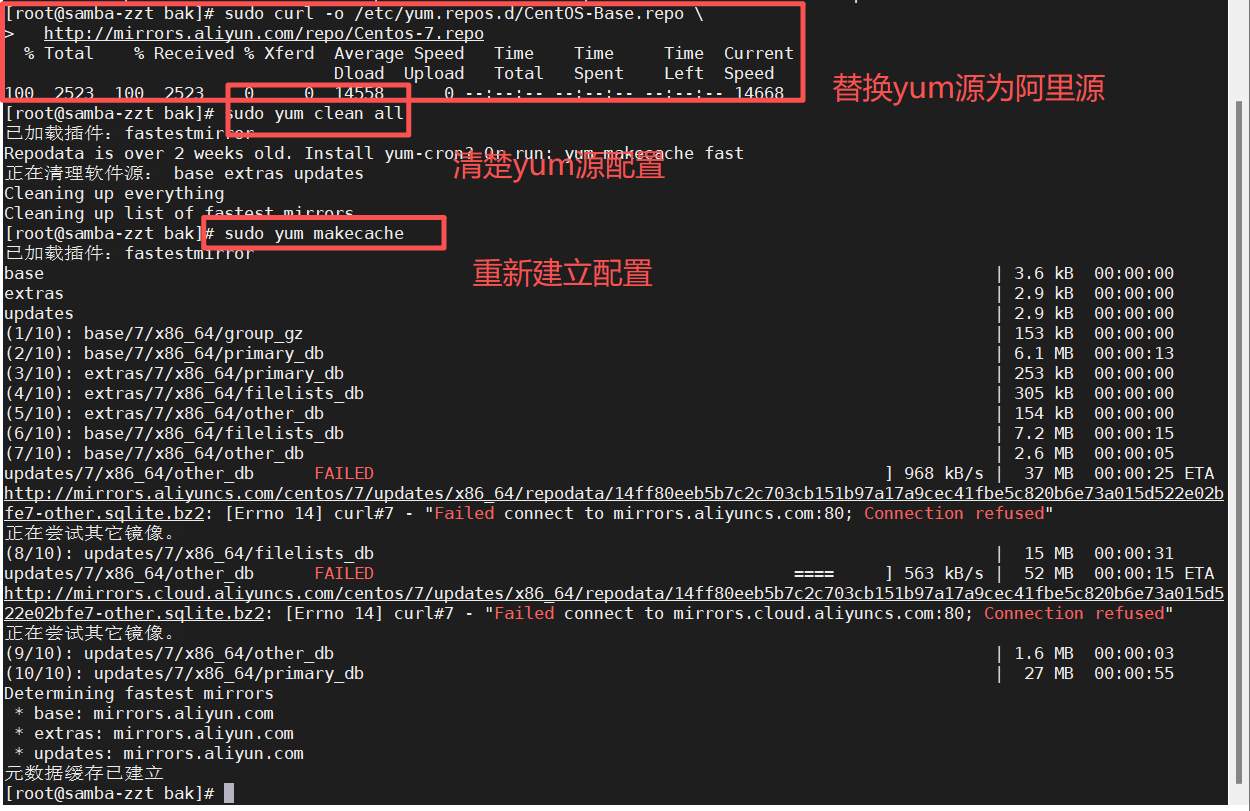 [root@samba-zzt bak]# sudo curl -o /etc/yum.repos.d/CentOS-Base.repo \
> http://mirrors.aliyun.com/repo/Centos-7.repo
% Total % Received % Xferd Average Speed Time Time Time Current
Dload Upload Total Spent Left Speed
100 2523 100 2523 0 0 14558 0 --:--:-- --:--:-- --:--:-- 14668
替换yum源为阿里源
[root@samba-zzt bak]# sudo yum clean all
已加载插件：fastestmirror
Repodata is over 2 weeks old. Install yum-cron? Or run: yum makecache fast
清楚yum源配置
正在清理软件源： base extras updates
Cleaning up everything
Cleaning up list of fastest mirrors
[root@samba-zzt bak]# sudo yum makecache
已加载插件：fastestmirror
重新建立配置
base | 3.6 kB 00:00:00
extras | 2.9 kB 00:00:00
updates | 2.9 kB 00:00:00
(1/10): base/7/x86_64/group_gz | 153 kB 00:00:00
(2/10): base/7/x86_64/primary_db | 6.1 MB 00:00:13
(3/10): extras/7/x86_64/primary_db | 253 kB 00:00:00
(4/10): extras/7/x86_64/filelists_db | 305 kB 00:00:00
(5/10): extras/7/x86_64/other_db | 154 kB 00:00:00
(6/10): base/7/x86_64/filelists_db | 7.2 MB 00:00:15
(7/10): base/7/x86_64/other_db | 2.6 MB 00:00:05
updates/7/x86_64/other_db FAILED ] 968 kB/s | 37 MB 00:00:25 ETA
http://mirrors.aliyuncs.com/centos/7/updates/x86_64/repodata/14ff80eeb5b7c2c703cb151b97a17a9cec41fbe5c820b6e73a015d522e02b
fe7-other.sqlite.bz2: [Errno 14] curl#7 - "Failed connect to mirrors.aliyuncs.com:80; Connection refused"
正在尝试其它镜像。
(8/10): updates/7/x86_64/filelists_db | 15 MB 00:00:31
updates/7/x86_64/other_db FAILED ==== ] 563 kB/s | 52 MB 00:00:15 ETA
http://mirrors.cloud.aliyuncs.com/centos/7/updates/x86_64/repodata/14ff80eeb5b7c2c703cb151b97a17a9cec41fbe5c820b6e73a015d5
22e02bfe7-other.sqlite.bz2: [Errno 14] curl#7 - "Failed connect to mirrors.cloud.aliyuncs.com:80; Connection refused"
正在尝试其它镜像。
(9/10): updates/7/x86_64/other_db | 1.6 MB 00:00:03
(10/10): updates/7/x86_64/primary_db | 27 MB 00:00:55
Determining fastest mirrors
* base: mirrors.aliyun.com
* extras: mirrors.aliyun.com
* updates: mirrors.aliyun.com
元数据缓存已建立
[root@samba-zzt bak]#